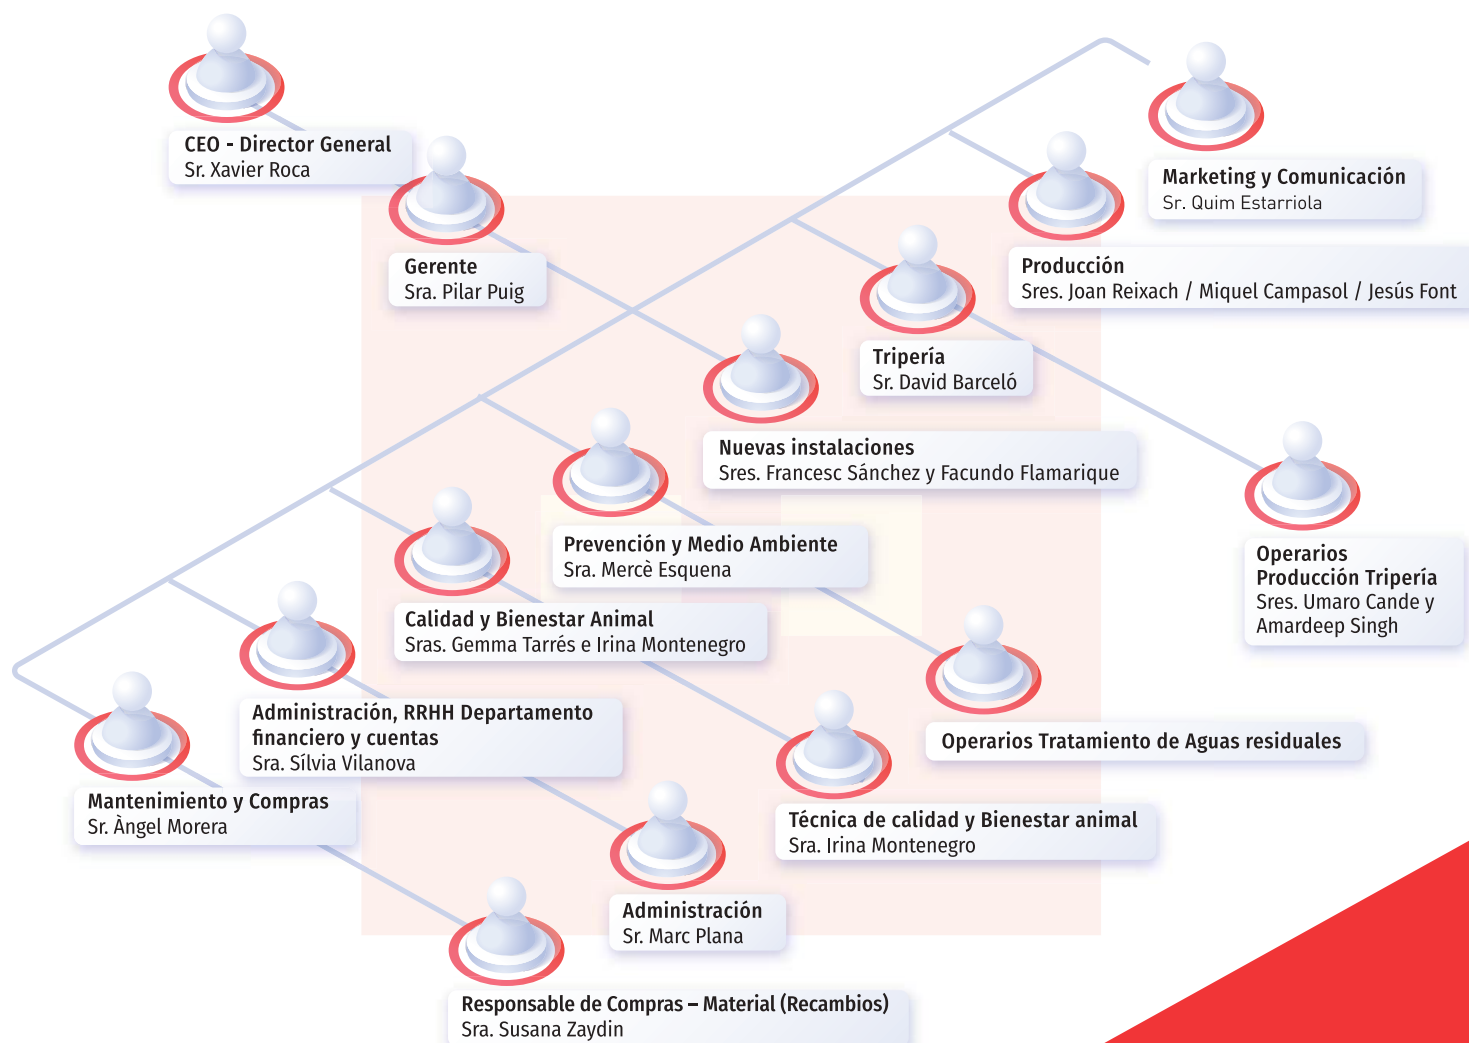 CEO - Director General
Sr. Xavier Roca
Marketing y Comunicación
Sr. Quim Estarriola
Gerente
Sra. Pilar Puig
Producción
Sres. Joan Reixach / Miquel Campasol / Jesús Font
Tripería
Sr. David Barceló
Nuevas instalaciones
Sres. Francesc Sánchez y Facundo Flamarique
Prevención y Medio Ambiente
Sra. Mercè Esquena
Operarios
Producción Tripería
Sres. Umaro Cande y
Amardeep Singh
Calidad y Bienestar Animal
Sras. Gemma Tarrés e Irina Montenegro
Administración, RRHH Departamento
financiero y cuentas
Sra. Sílvia Vilanova
Operarios Tratamiento de Aguas residuales
Mantenimiento y Compras
Sr. Àngel Morera
Técnica de calidad y Bienestar animal
Sra. Irina Montenegro
Administración
Sr. Marc Plana
Responsable de Compras – Material (Recambios)
Sra. Susana Zaydin